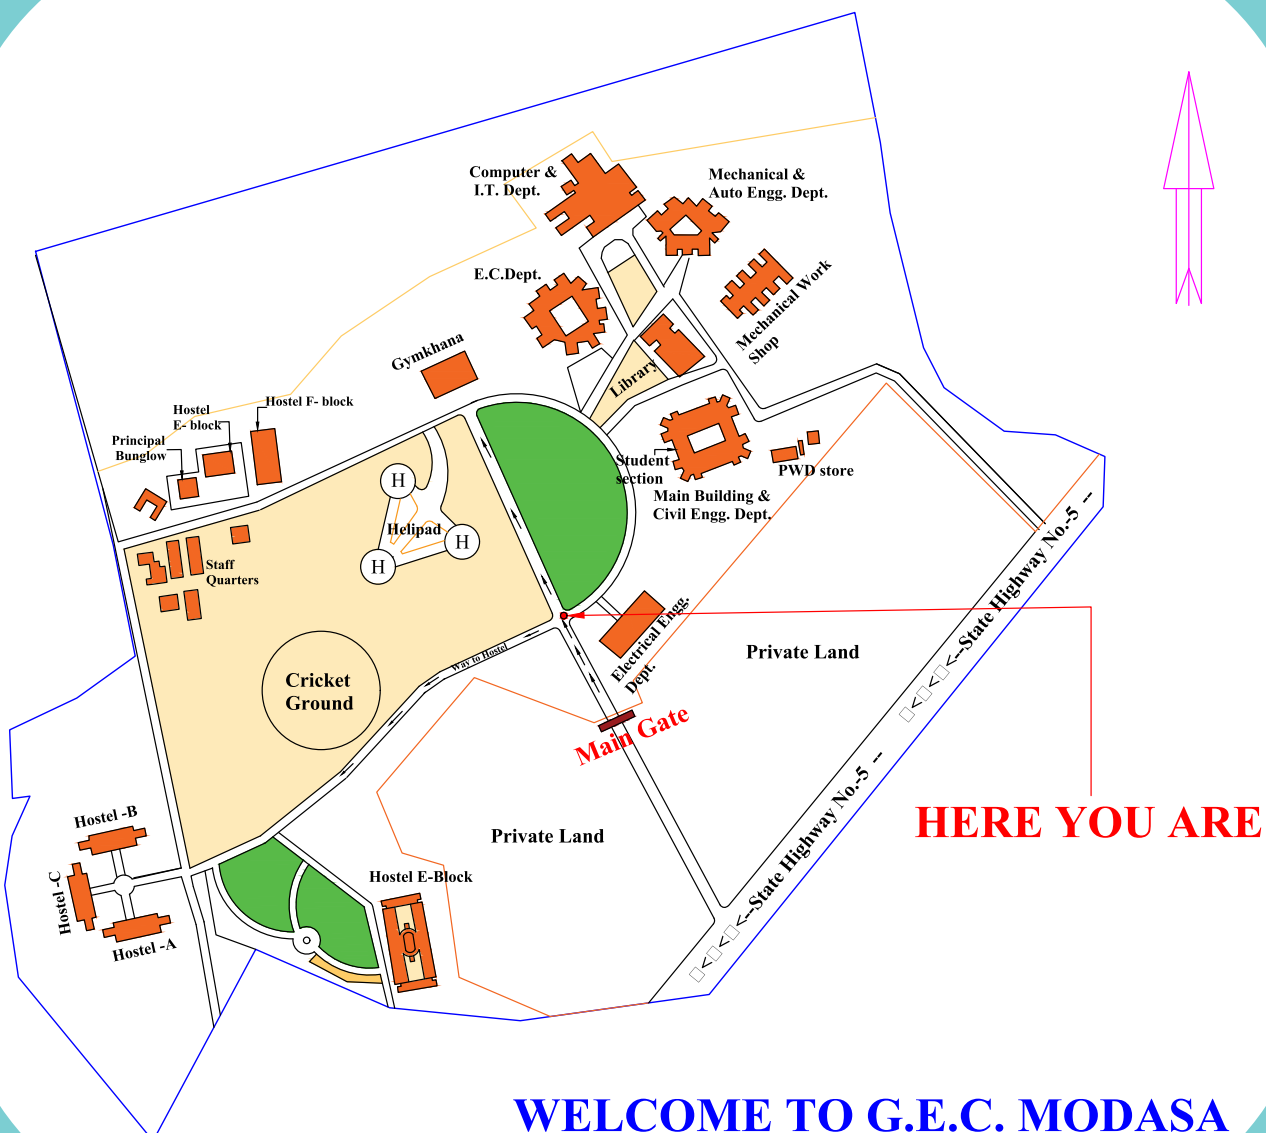 Computer &
I.T. Dept.
Mechanical &
Auto Engg. Dept.
E.C.Dept.
Mechanical Work
Shop
Gymkhana
Library
Hostel F- block
Hostel
E- block
Principal
Bunglow
Student
section
PWD store
Main Building &
Civil Engg. Dept.
H
Helipad
H
H
Staff
Quarters
State Highway No.-5 --
<--
<
<
Electrical Engg.
Dept.
Way to Hostel
Private Land
Cricket
Ground
Main Gate
HERE YOU ARE
State Highway No.-5 --
<--
<
<
Private Land
Hostel -B
Hostel -C
Hostel -A
Hostel E-Block
WELCOME TO G.E.C. MODASA